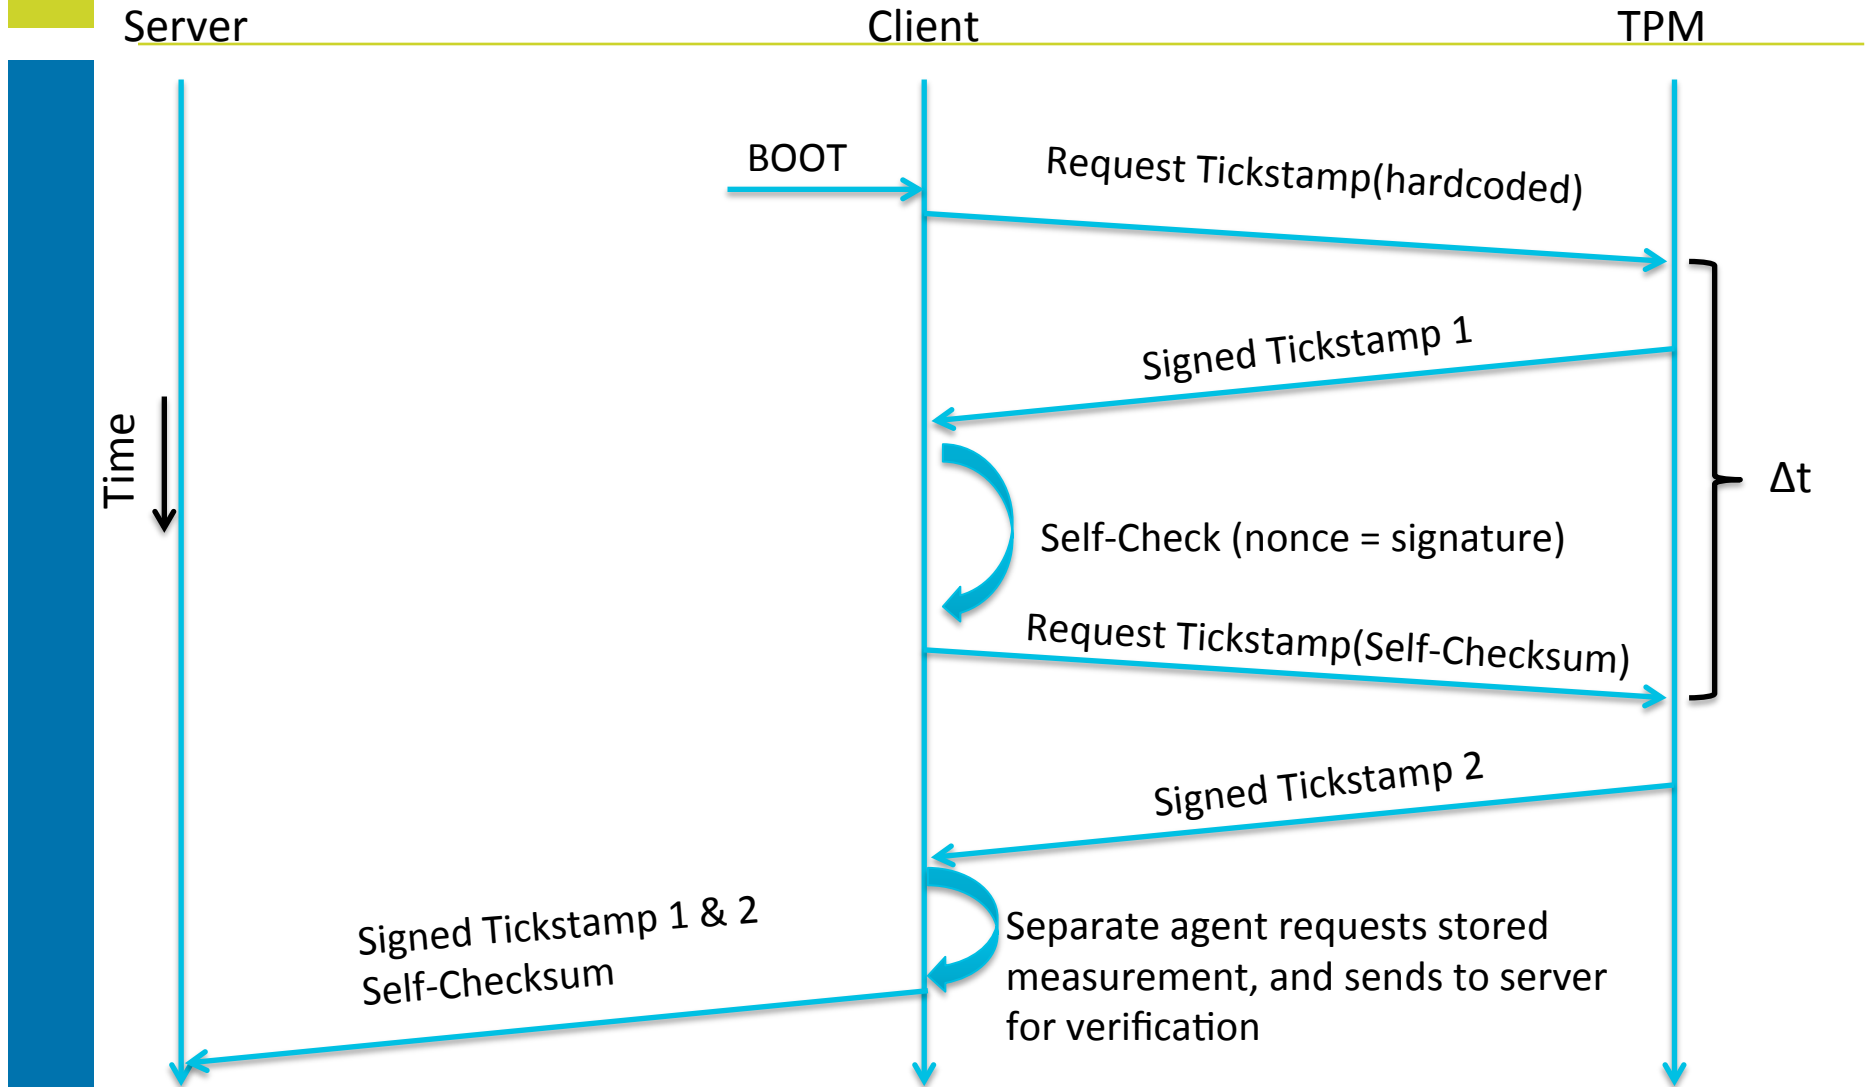 Server
Client
TPM
BOOT
Request Tickstamp(hardcoded)
Signed Tickstamp 1
Time
Δt
Self-Check (nonce = signature)
Request Tickstamp(Self-Checksum)
Signed Tickstamp 2
Signed Tickstamp 1 & 2
Self-Checksum
Separate agent requests stored
measurement, and sends to server
for verification